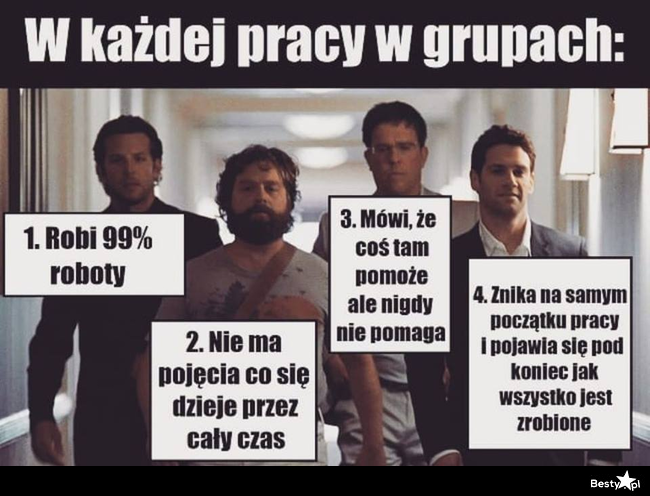 W każdej pracy w grupach:
1. Robi 99%
roboty
2. Nie ma
pojęcia co się
dzieje przez
cały czas
3. Mówi, że
coś tam
pomoże
ale nigdy
nie pomaga
4. Znika na samym
początku pracy
i pojawia się pod
koniec jak
wszystko jest
zrobione
Besty.pl